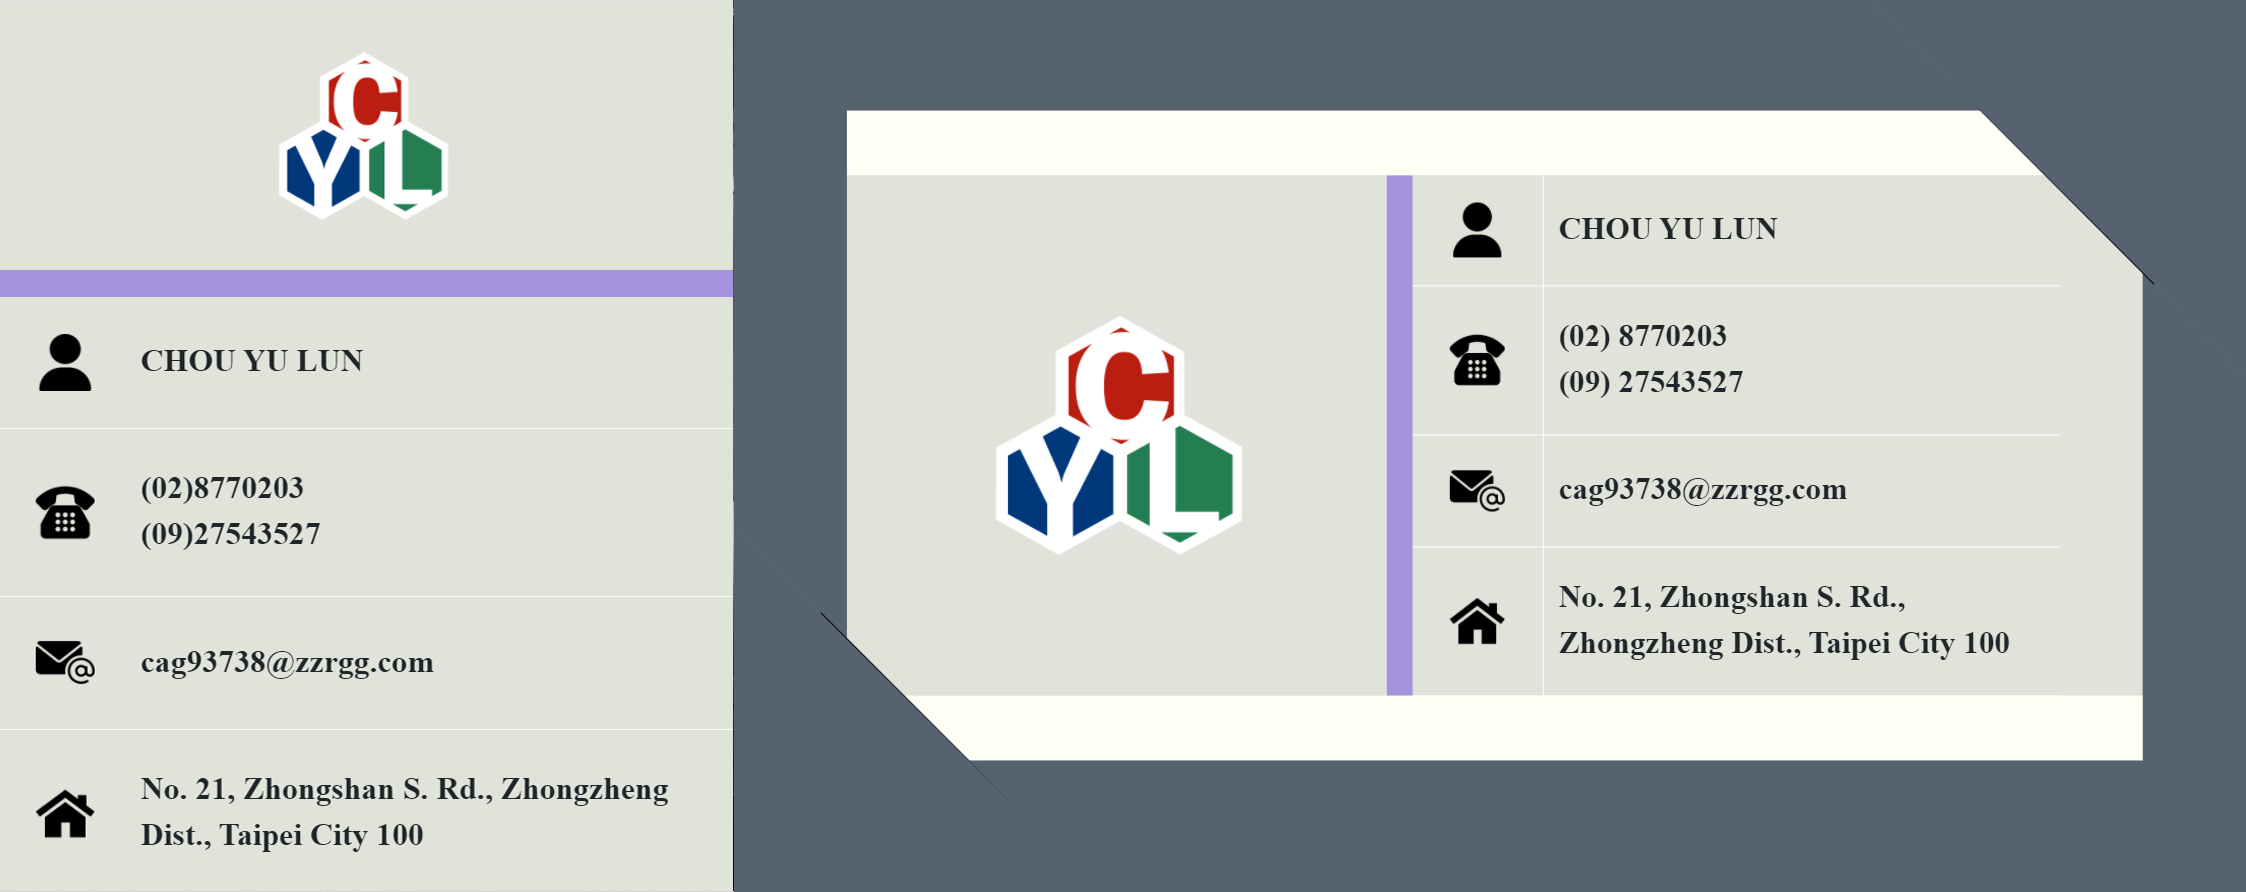 C
YL
CHOU YU LUN
(02)8770203
(09)27543527
cag93738@zzrgg.com
No. 21, Zhongshan S. Rd., Zhongzheng
Dist., Taipei City 100
C
YL
CHOU YU LUN
(02) 8770203
(09) 27543527
cag93738@zzrgg.com
No. 21, Zhongshan S. Rd.,
Zhongzheng Dist., Taipei City 100